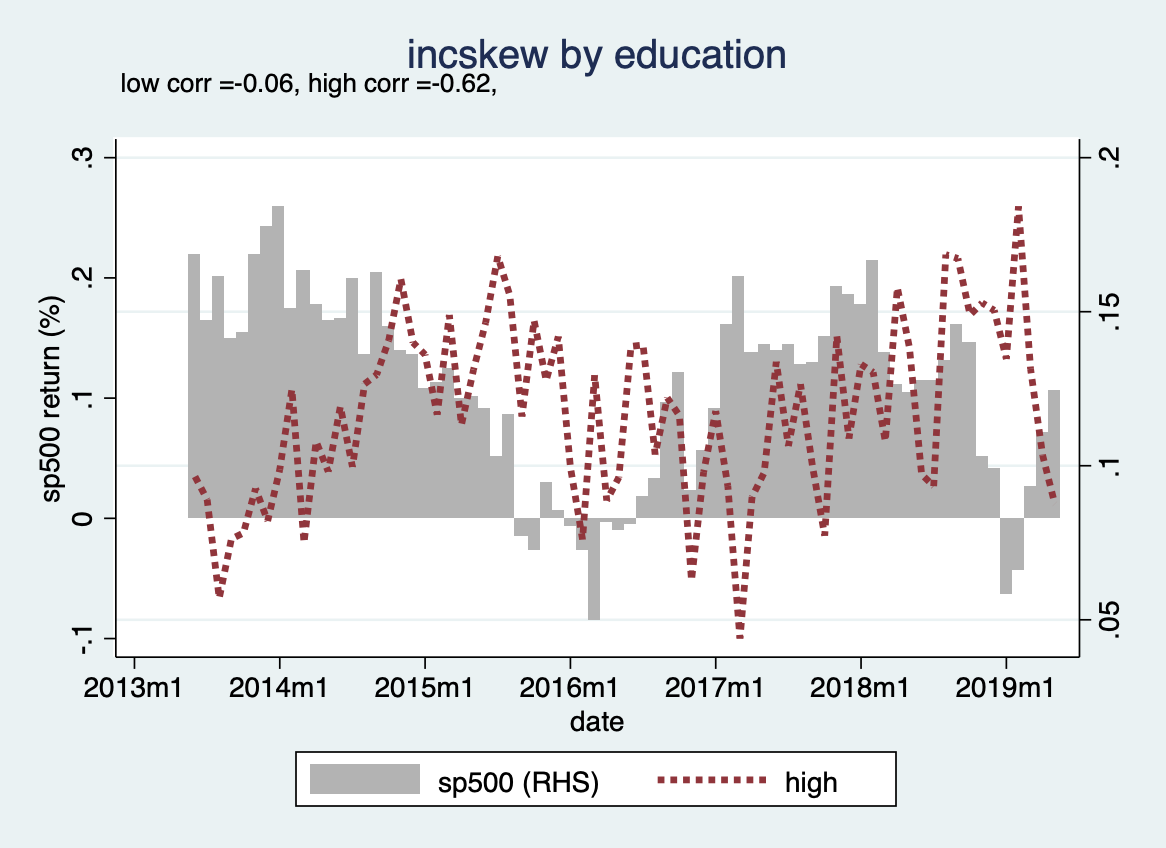 incskew by education
low corr =-0.06, high corr =-0.62,
sp500 return (%)
.3
.2
.1
0
-.1
.2
.15
.1
.05
2013m1 2014m1 2015m1 2016m1 2017m1 2018m1 2019m1
date
sp500 (RHS) high